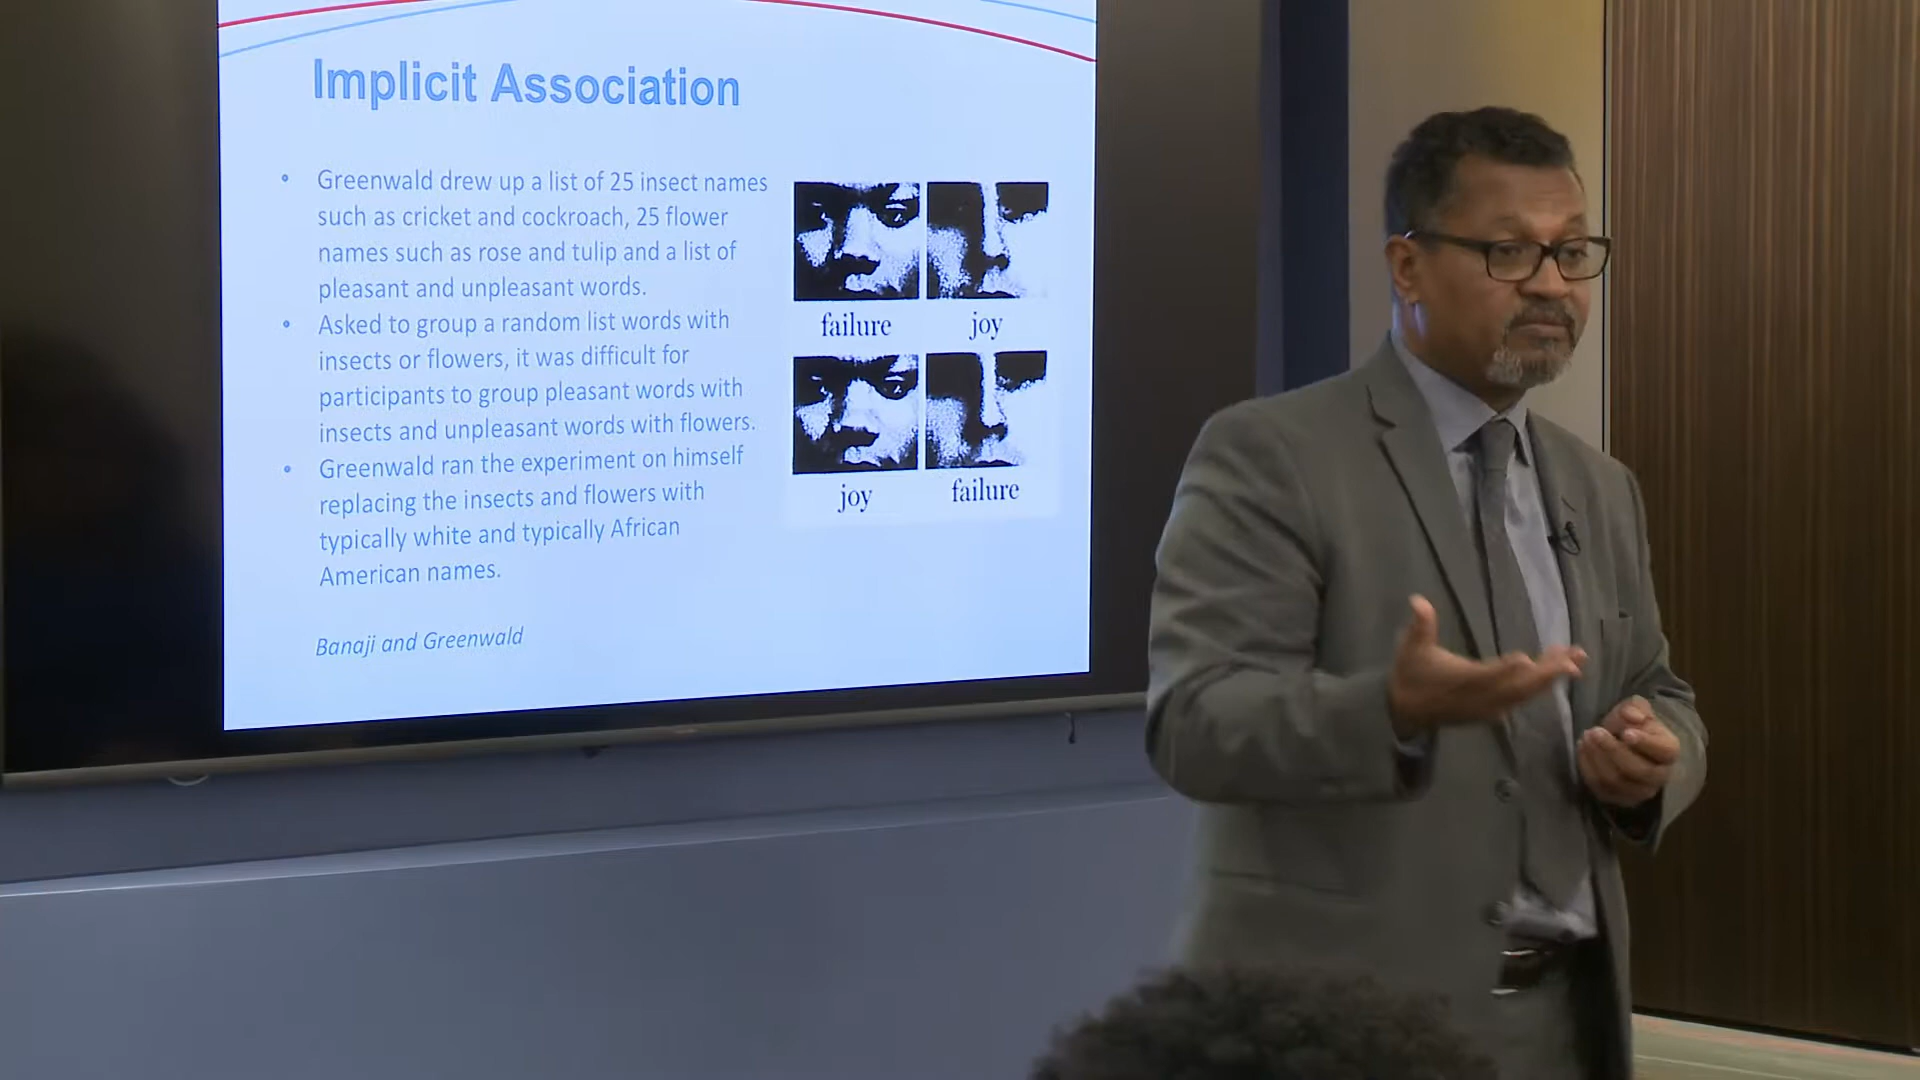 Implicit Association
• Greenwald drew up a list of 25 insect names
such as cricket and cockroach, 25 flower
names such as rose and tulip and a list of
pleasant and unpleasant words.
• Asked to group a random list words with
insects or flowers, it was difficult for
participants to group pleasant words with
insects and unpleasant words with flowers.
• Greenwald ran the experiment on himself
replacing the insects and flowers with
typically white and typically African
American names.
Banaji and Greenwald
failure joy
joy failure